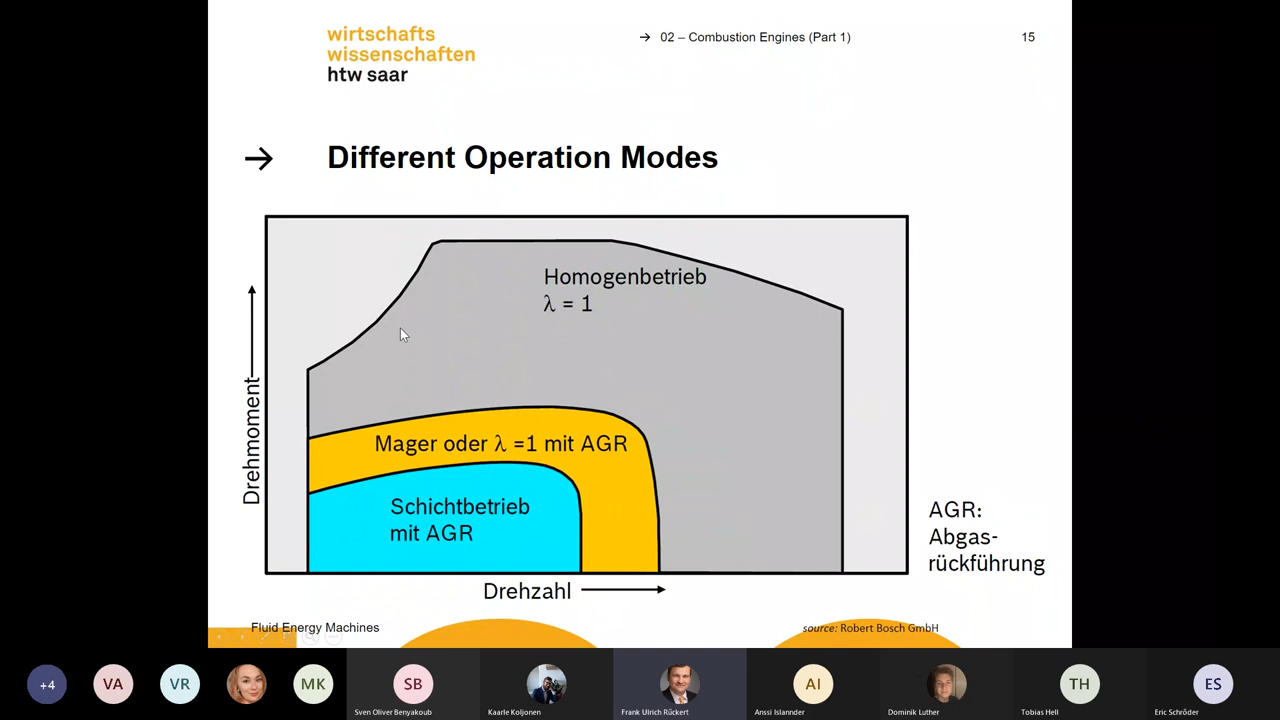 wirtschafts
wissenschaften
htw saar
→ 02 – Combustion Engines (Part 1)
15
→ Different Operation Modes
Homogenbetrieb
λ = 1
Mager oder λ =1 mit AGR
Schichtbetrieb
mit AGR
Drehmoment
Drehzahl
AGR:
Abgas-
rückführung
Fluid Energy Machines
source: Robert Bosch GmbH
+4
VA
VR
MK
SB
AI
TH
ES
Sven Oliver Benyakoub
Kaarle Koljonen
Frank Ulrich Rückert
Anssi Islannder
Dominik Luther
Tobias Hell
Eric Schröder